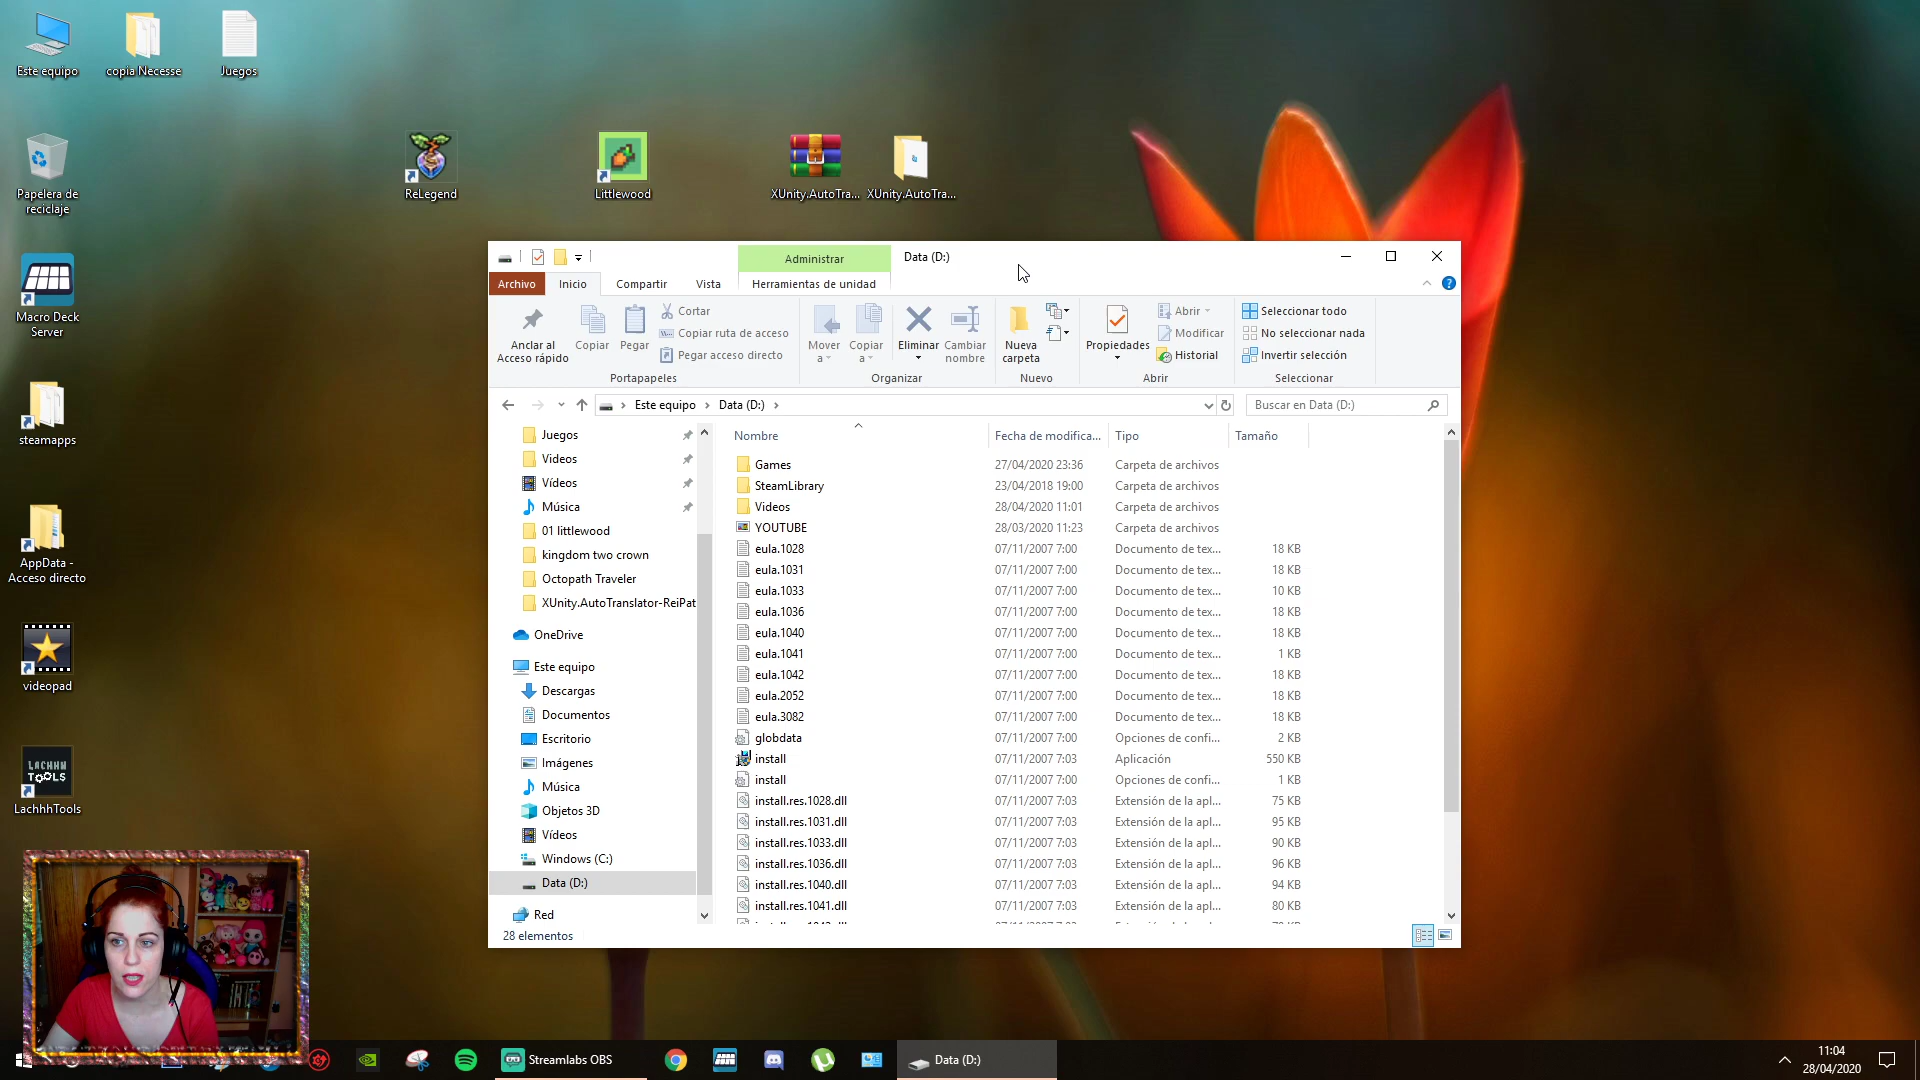 Este equipo
copia Necesse
Juegos
Papelera de
reciclaje
ReLegend
Littlewood
XUnity.AutoTra...
XUnity.AutoTra...
Macro Deck
Server
steamapps
AppData -
Acceso directo
videopad
LACHHH
TOOLS
LachhhTools
Administrar
Data (D:)
Archivo
Inicio
Compartir
Vista
Herramientas de unidad
Anclar al
Acceso rápido
Copiar
Pegar
Cortar
Copiar ruta de acceso
Pegar acceso directo
Portapapeles
Mover
a
Copiar
a
Eliminar
Cambiar
nombre
Organizar
Nueva
carpeta
Nuevo
Propiedades
Abrir
Modificar
Historial
Abrir
Seleccionar todo
No seleccionar nada
Invertir selección
Seleccionar
Este equipo > Data (D:) >
Buscar en Data (D:)
Juegos
Videos
Vídeos
Música
01 littlewood
kingdom two crown
Octopath Traveler
XUnity.AutoTranslator-ReiPat
OneDrive
Este equipo
Descargas
Documentos
Escritorio
Imágenes
Música
Objetos 3D
Vídeos
Windows (C:)
Data (D:)
Red
Nombre Fecha de modifica... Tipo Tamaño
Games 27/04/2020 23:36 Carpeta de archivos
SteamLibrary 23/04/2018 19:00 Carpeta de archivos
Videos 28/04/2020 11:01 Carpeta de archivos
YOUTUBE 28/03/2020 11:23 Carpeta de archivos
eula.1028 07/11/2007 7:00 Documento de tex... 18 KB
eula.1031 07/11/2007 7:00 Documento de tex... 18 KB
eula.1033 07/11/2007 7:00 Documento de tex... 10 KB
eula.1036 07/11/2007 7:00 Documento de tex... 18 KB
eula.1040 07/11/2007 7:00 Documento de tex... 18 KB
eula.1041 07/11/2007 7:00 Documento de tex... 1 KB
eula.1042 07/11/2007 7:00 Documento de tex... 18 KB
eula.2052 07/11/2007 7:00 Documento de tex... 18 KB
eula.3082 07/11/2007 7:00 Documento de tex... 18 KB
globdata 07/11/2007 7:00 Opciones de confi... 2 KB
install 07/11/2007 7:03 Aplicación 550 KB
install 07/11/2007 7:00 Opciones de confi... 1 KB
install.res.1028.dll 07/11/2007 7:03 Extensión de la apl... 75 KB
install.res.1031.dll 07/11/2007 7:03 Extensión de la apl... 95 KB
install.res.1033.dll 07/11/2007 7:03 Extensión de la apl... 90 KB
install.res.1036.dll 07/11/2007 7:03 Extensión de la apl... 96 KB
install.res.1040.dll 07/11/2007 7:03 Extensión de la apl... 94 KB
install.res.1041.dll 07/11/2007 7:03 Extensión de la apl... 80 KB
28 elementos
Streamlabs OBS
Data (D:)
11:04
28/04/2020